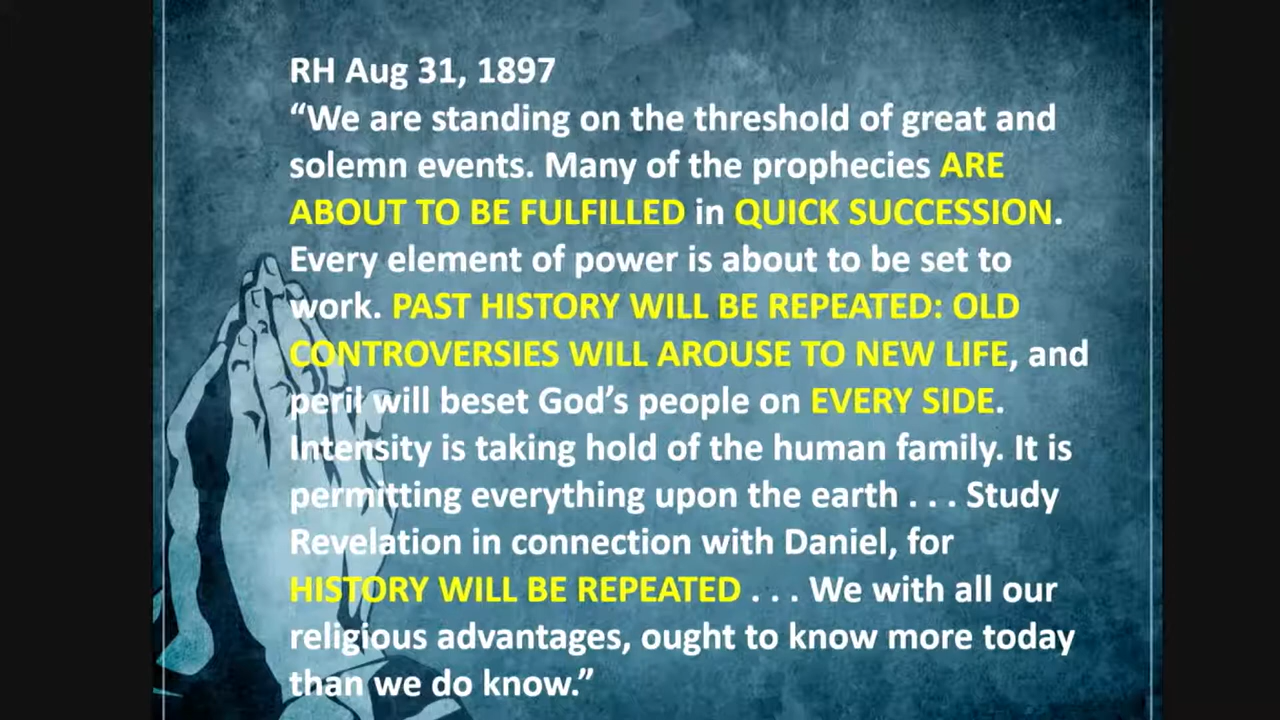 RH Aug 31, 1897
“We are standing on the threshold of great and
solemn events. Many of the prophecies ARE
ABOUT TO BE FULFILLED in QUICK SUCCESSION.
Every element of power is about to be set to
work. PAST HISTORY WILL BE REPEATED: OLD
CONTROVERSIES WILL AROUSE TO NEW LIFE, and
peril will beset God’s people on EVERY SIDE.
Intensity is taking hold of the human family. It is
permitting everything upon the earth . . . Study
Revelation in connection with Daniel, for
HISTORY WILL BE REPEATED . . . We with all our
religious advantages, ought to know more today
than we do know.”